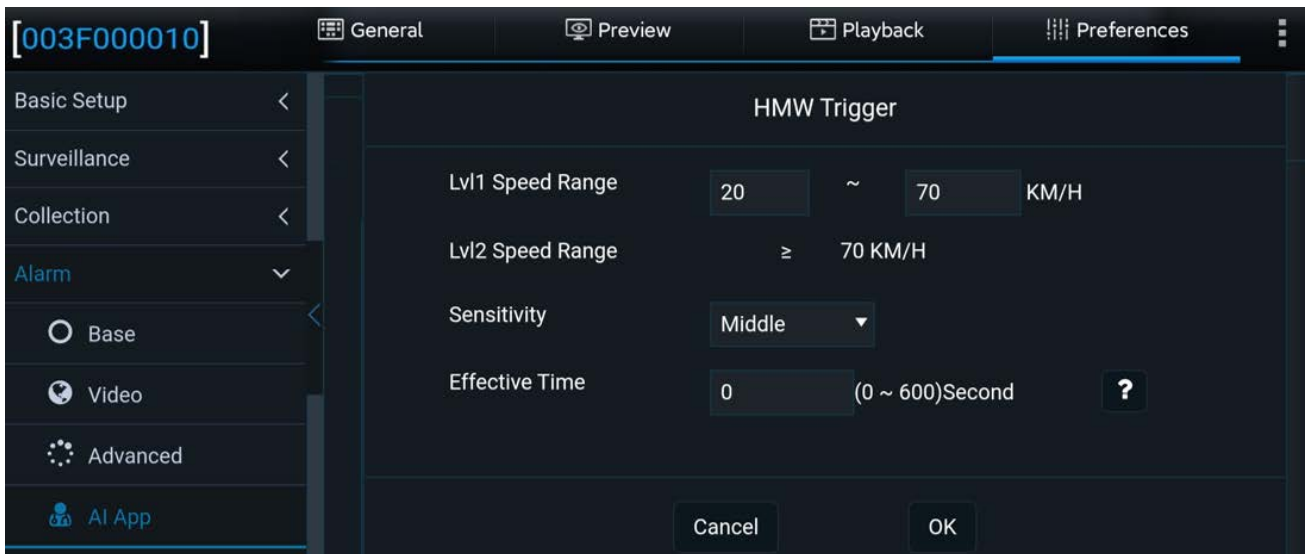 [003F000010]
General
Preview
Playback
Preferences
Basic Setup
Surveillance
Collection
Alarm
Base
Video
Advanced
AI App
HMW Trigger
Lvl1 Speed Range 20 ~ 70 KM/H
Lvl2 Speed Range ≥ 70 KM/H
Sensitivity Middle
Effective Time 0 (0 ~ 600)Second ?
Cancel OK